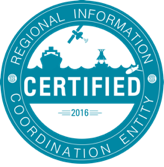 REGIONAL INFORMATION
CERTIFIED
2016
COORDINATION ENTITY